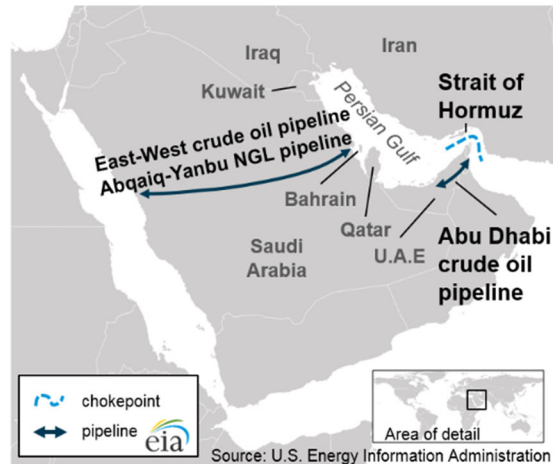 Iraq
Iran
Kuwait
Strait of
Hormuz
Persian Gulf
East-West crude oil pipeline
Abqaiq-Yanbu NGL pipeline
Bahrain
Qatar
U.A.E
Saudi
Arabia
Abu Dhabi
crude oil
pipeline
chokepoint
pipeline
eia
Area of detail
Source: U.S. Energy Information Administration